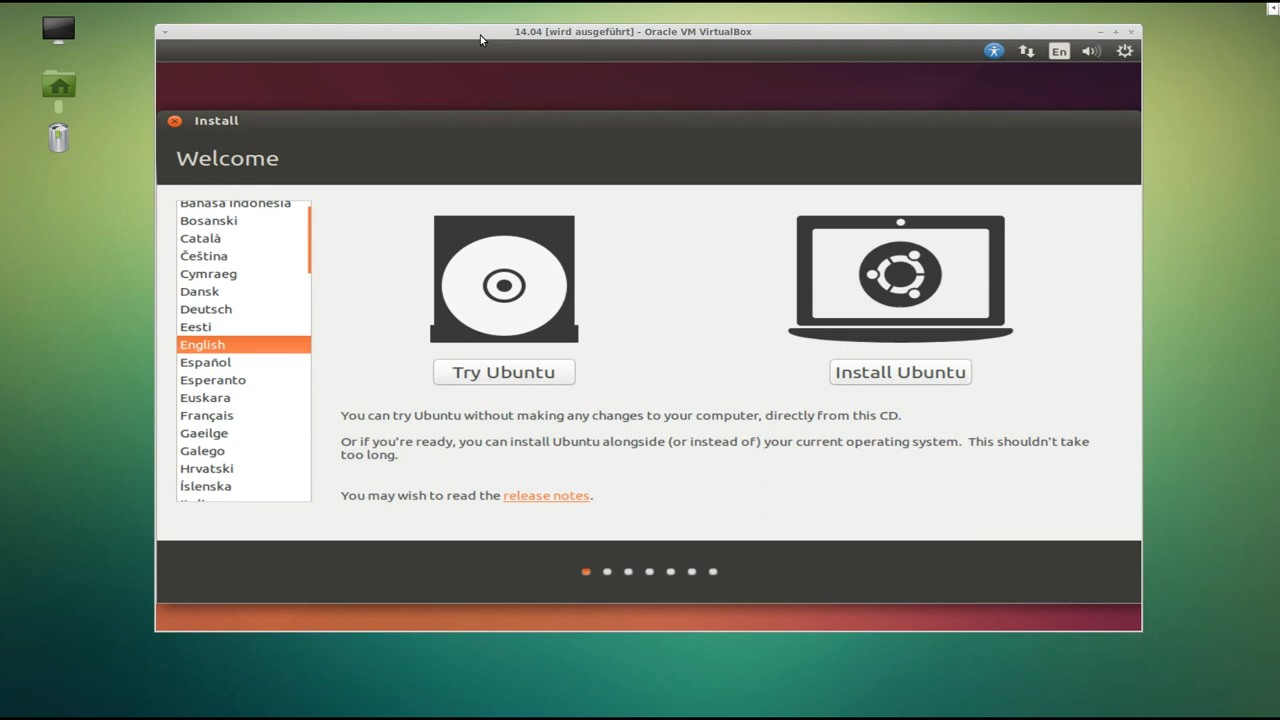 14.04 [wird ausgeführt] - Oracle VM VirtualBox
En
Install
Welcome
Bahasa Indonesia
Bosanski
Català
Čeština
Cymraeg
Dansk
Deutsch
Eesti
English
Español
Esperanto
Euskara
Français
Gaeilge
Galego
Hrvatski
Íslenska
Try Ubuntu
Install Ubuntu
You can try Ubuntu without making any changes to your computer, directly from this CD.
Or if you're ready, you can install Ubuntu alongside (or instead of) your current operating system. This shouldn't take
too long.
You may wish to read the release notes.